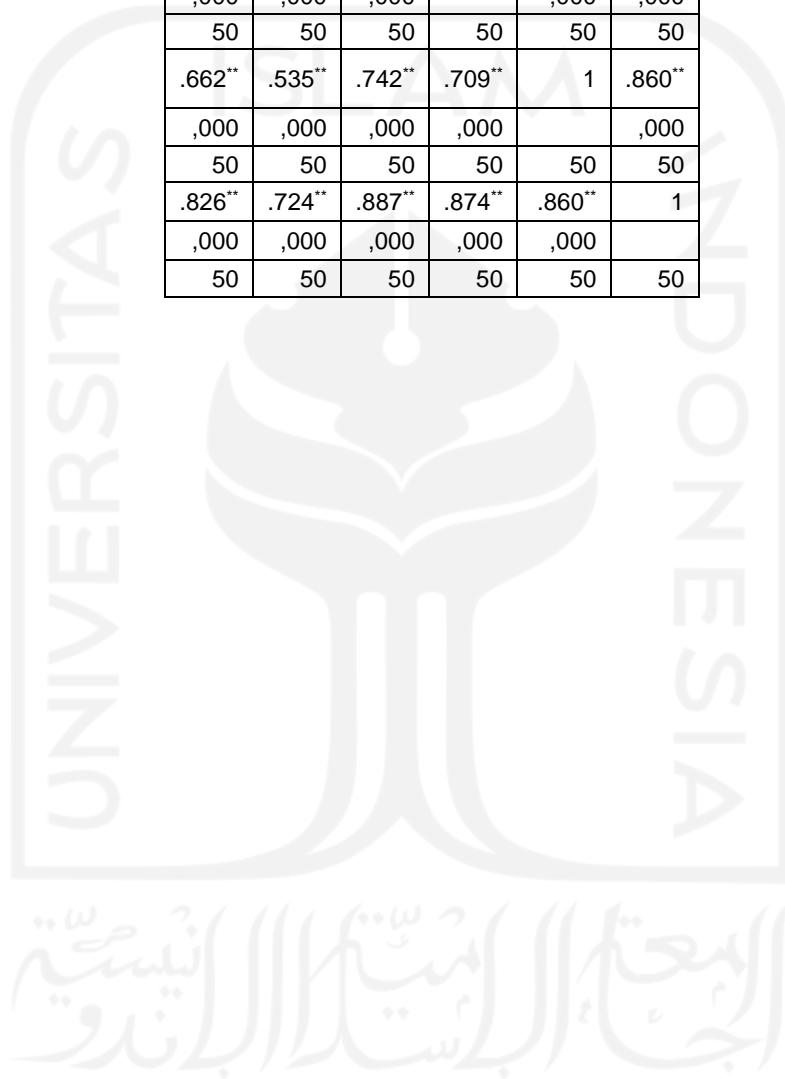 ,000 ,000 ,000 ,000 ,000
50 50 50 50 50 50
.662** .535** .742** .709** 1 .860**
,000 ,000 ,000 ,000 ,000
50 50 50 50 50 50
.826** .724** .887** .874** .860** 1
,000 ,000 ,000 ,000 ,000
50 50 50 50 50 50
ISLAM
UNIVERSITAS
INDONESIA